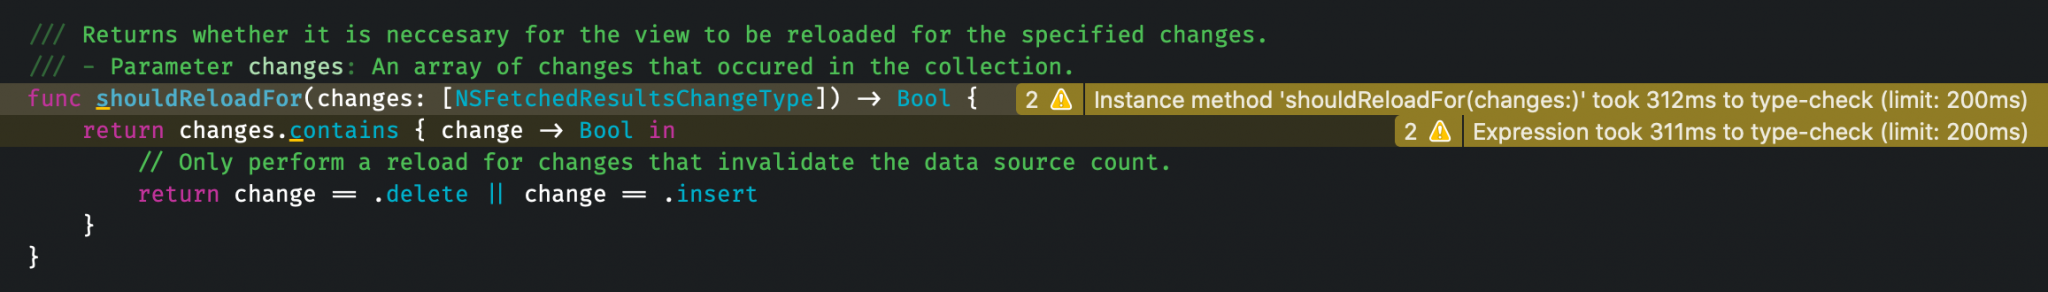 /// Returns whether it is neccesary for the view to be reloaded for the specified changes.
/// - Parameter changes: An array of changes that occured in the collection.
func shouldReloadFor(changes: [NSFetchedResultsChangeType]) -> Bool { 2 Instance method 'shouldReloadFor(changes:)' took 312ms to type-check (limit: 200ms)
return changes.contains { change -> Bool in 2 Expression took 311ms to type-check (limit: 200ms)
// Only perform a reload for changes that invalidate the data source count.
return change == .delete || change == .insert
}
}